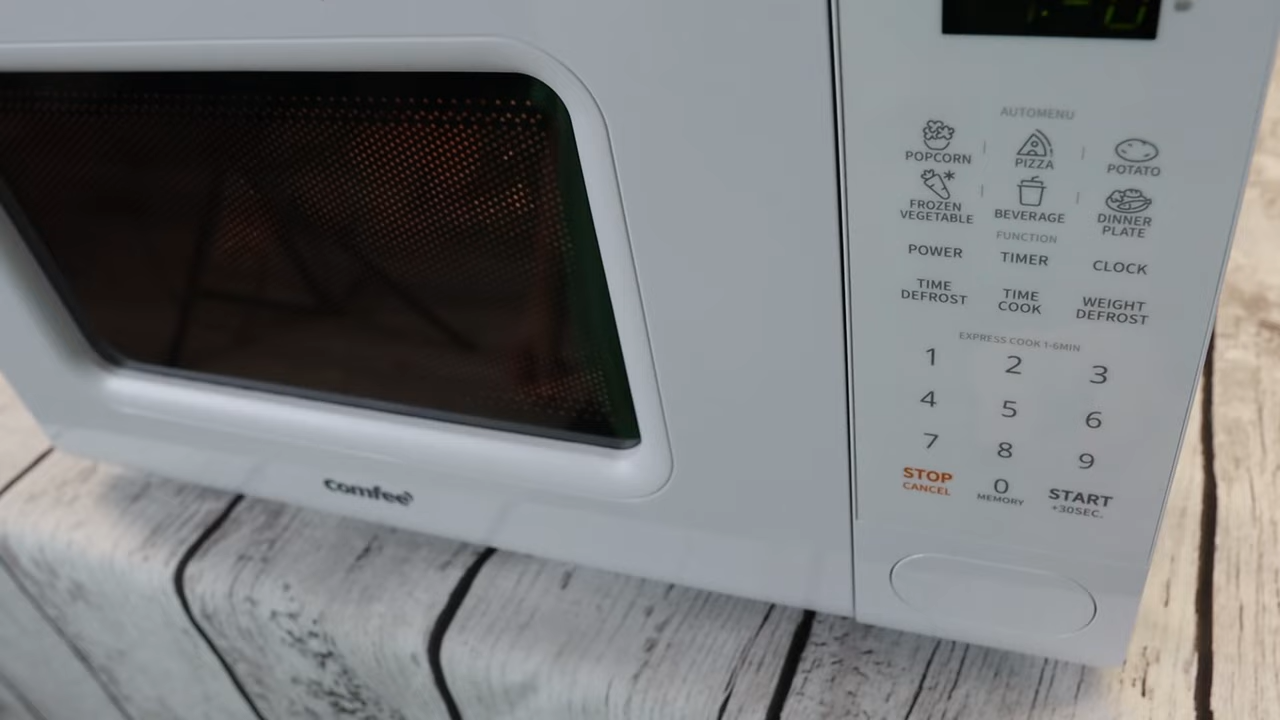 AUTOMENU
POPCORN
PIZZA
POTATO
FROZEN
VEGETABLE
BEVERAGE
DINNER
PLATE
FUNCTION
POWER
TIMER
CLOCK
TIME
DEFROST
TIME
COOK
WEIGHT
DEFROST
EXPRESS COOK 1-6MIN
1 2 3
4 5 6
7 8 9
STOP
CANCEL
0
MEMORY
START
+30SEC.
comfee'